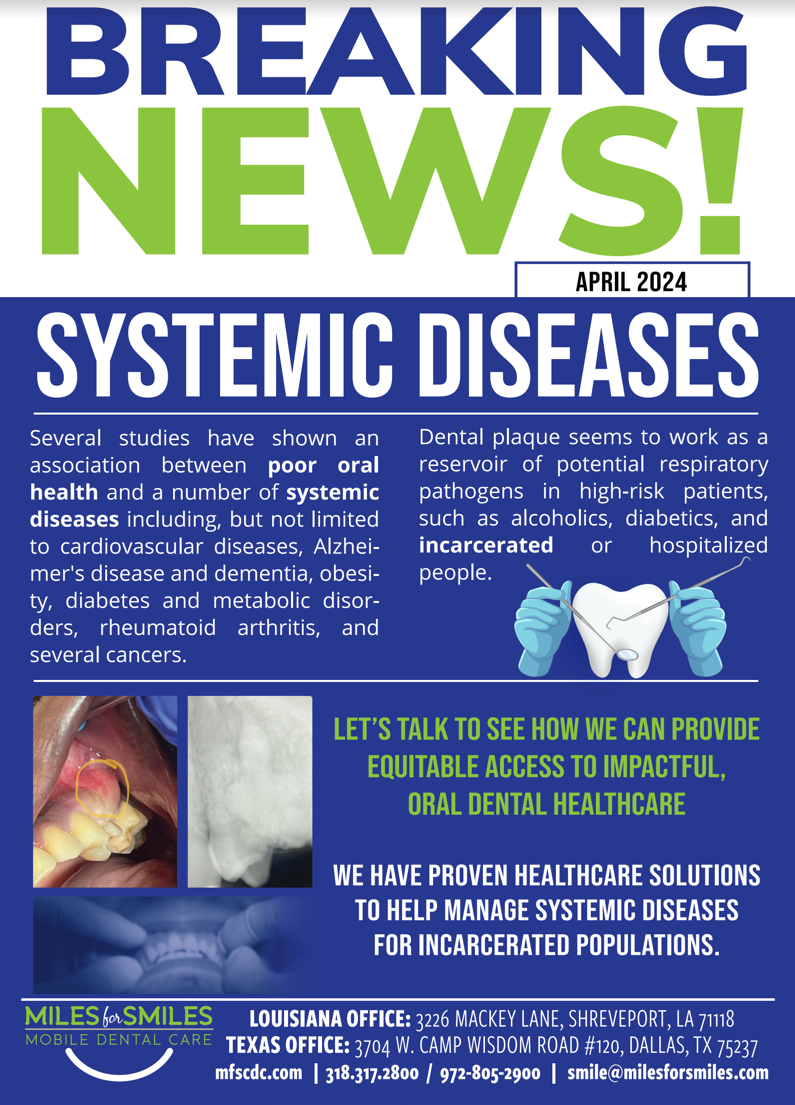 BREAKING
NEWS!
APRIL 2024
SYSTEMIC DISEASES
Several studies have shown an
association between poor oral
health and a number of systemic
diseases including, but not limited
to cardiovascular diseases, Alzhei-
mer's disease and dementia, obesi-
ty, diabetes and metabolic disor-
ders, rheumatoid arthritis, and
several cancers.
Dental plaque seems to work as a
reservoir of potential respiratory
pathogens in high-risk patients,
such as alcoholics, diabetics, and
incarcerated or hospitalized
people.
LET'S TALK TO SEE HOW WE CAN PROVIDE
EQUITABLE ACCESS TO IMPACTFUL,
ORAL DENTAL HEALTHCARE
WE HAVE PROVEN HEALTHCARE SOLUTIONS
TO HELP MANAGE SYSTEMIC DISEASES
FOR INCARCERATED POPULATIONS.
MILES for SMILES
MOBILE DENTAL CARE
LOUISIANA OFFICE: 3226 MACKEY LANE, SHREVEPORT, LA 71118
TEXAS OFFICE: 3704 W. CAMP WISDOM ROAD #120, DALLAS, TX 75237
mfscdc.com | 318.317.2800 / 972-805-2900 | smile@milesforsmiles.com